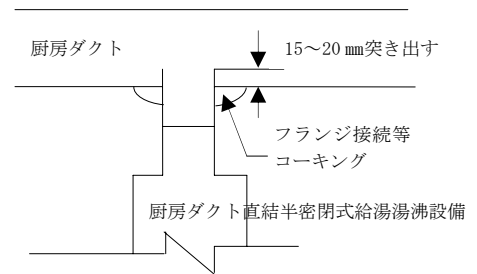 厨房ダクト
15～20㎜突き出す
フランジ接続等
コーキング
厨房ダクト直結半密閉式給湯湯沸設備